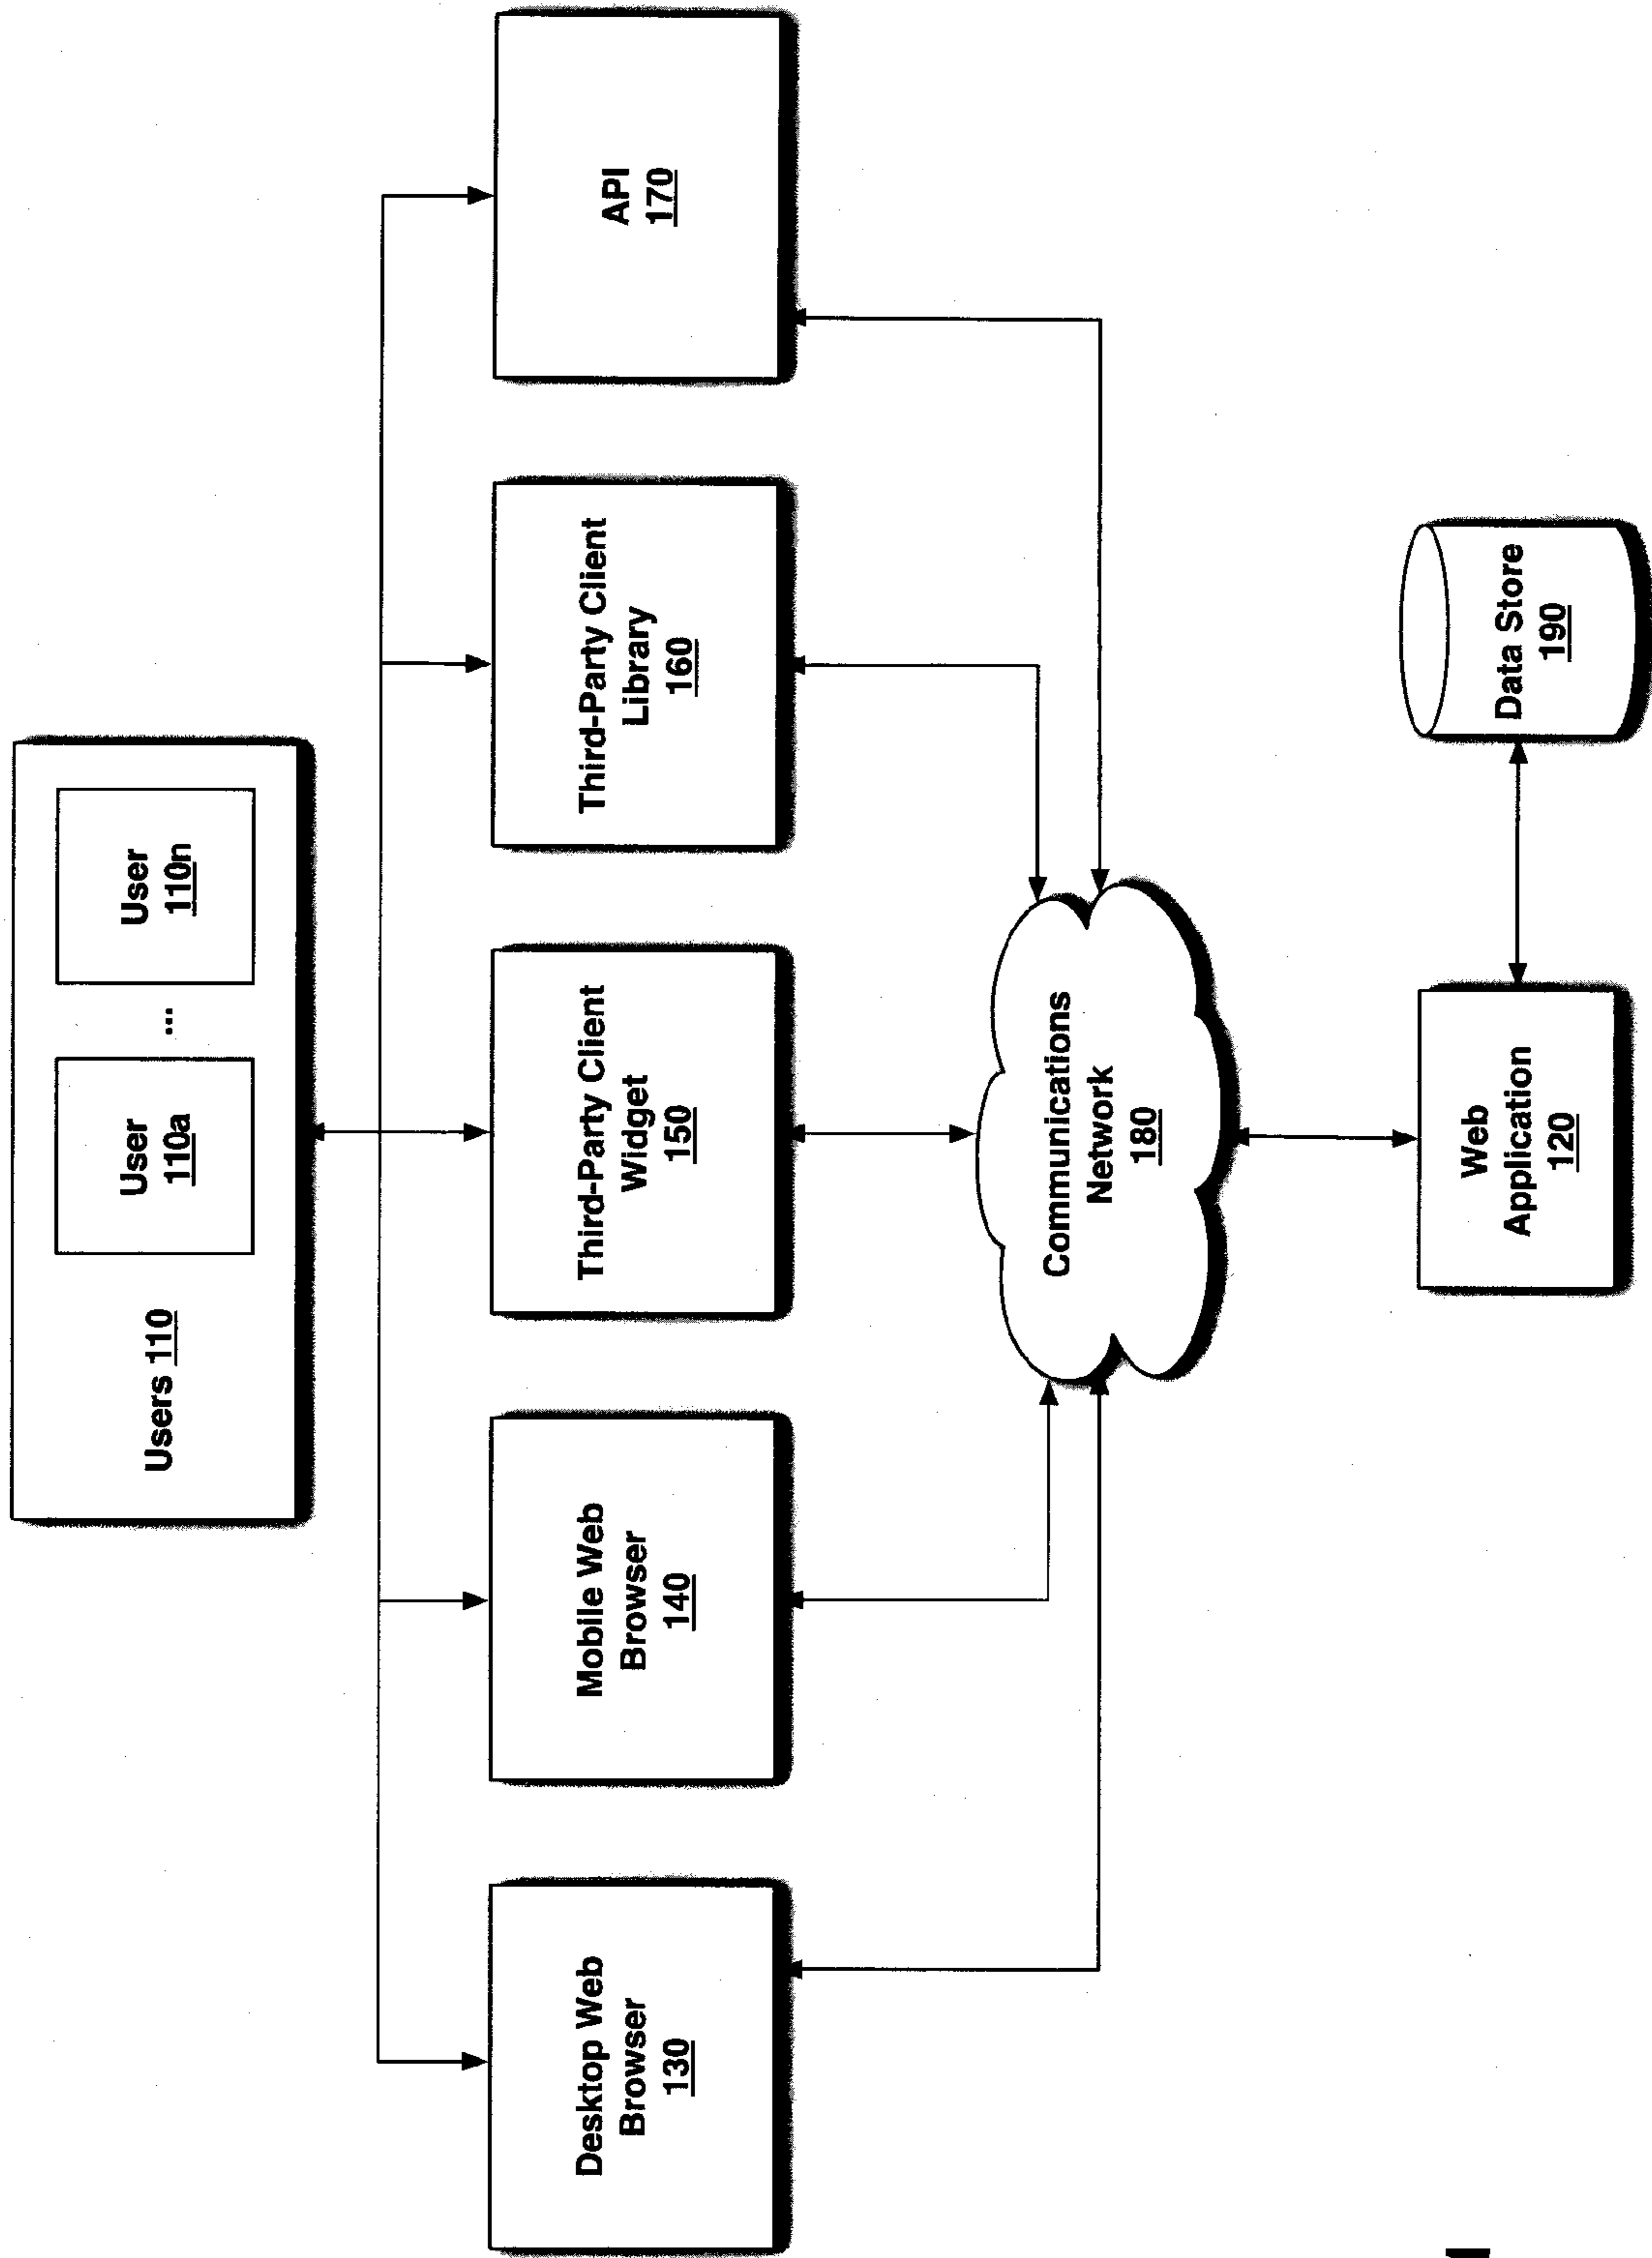 Users 110
User
110a
...
User
110n
Desktop Web
Browser
130
Mobile Web
Browser
140
Third-Party Client
Widget
150
Third-Party Client
Library
160
API
170
Communications
Network
180
Web
Application
120
Data Store
190